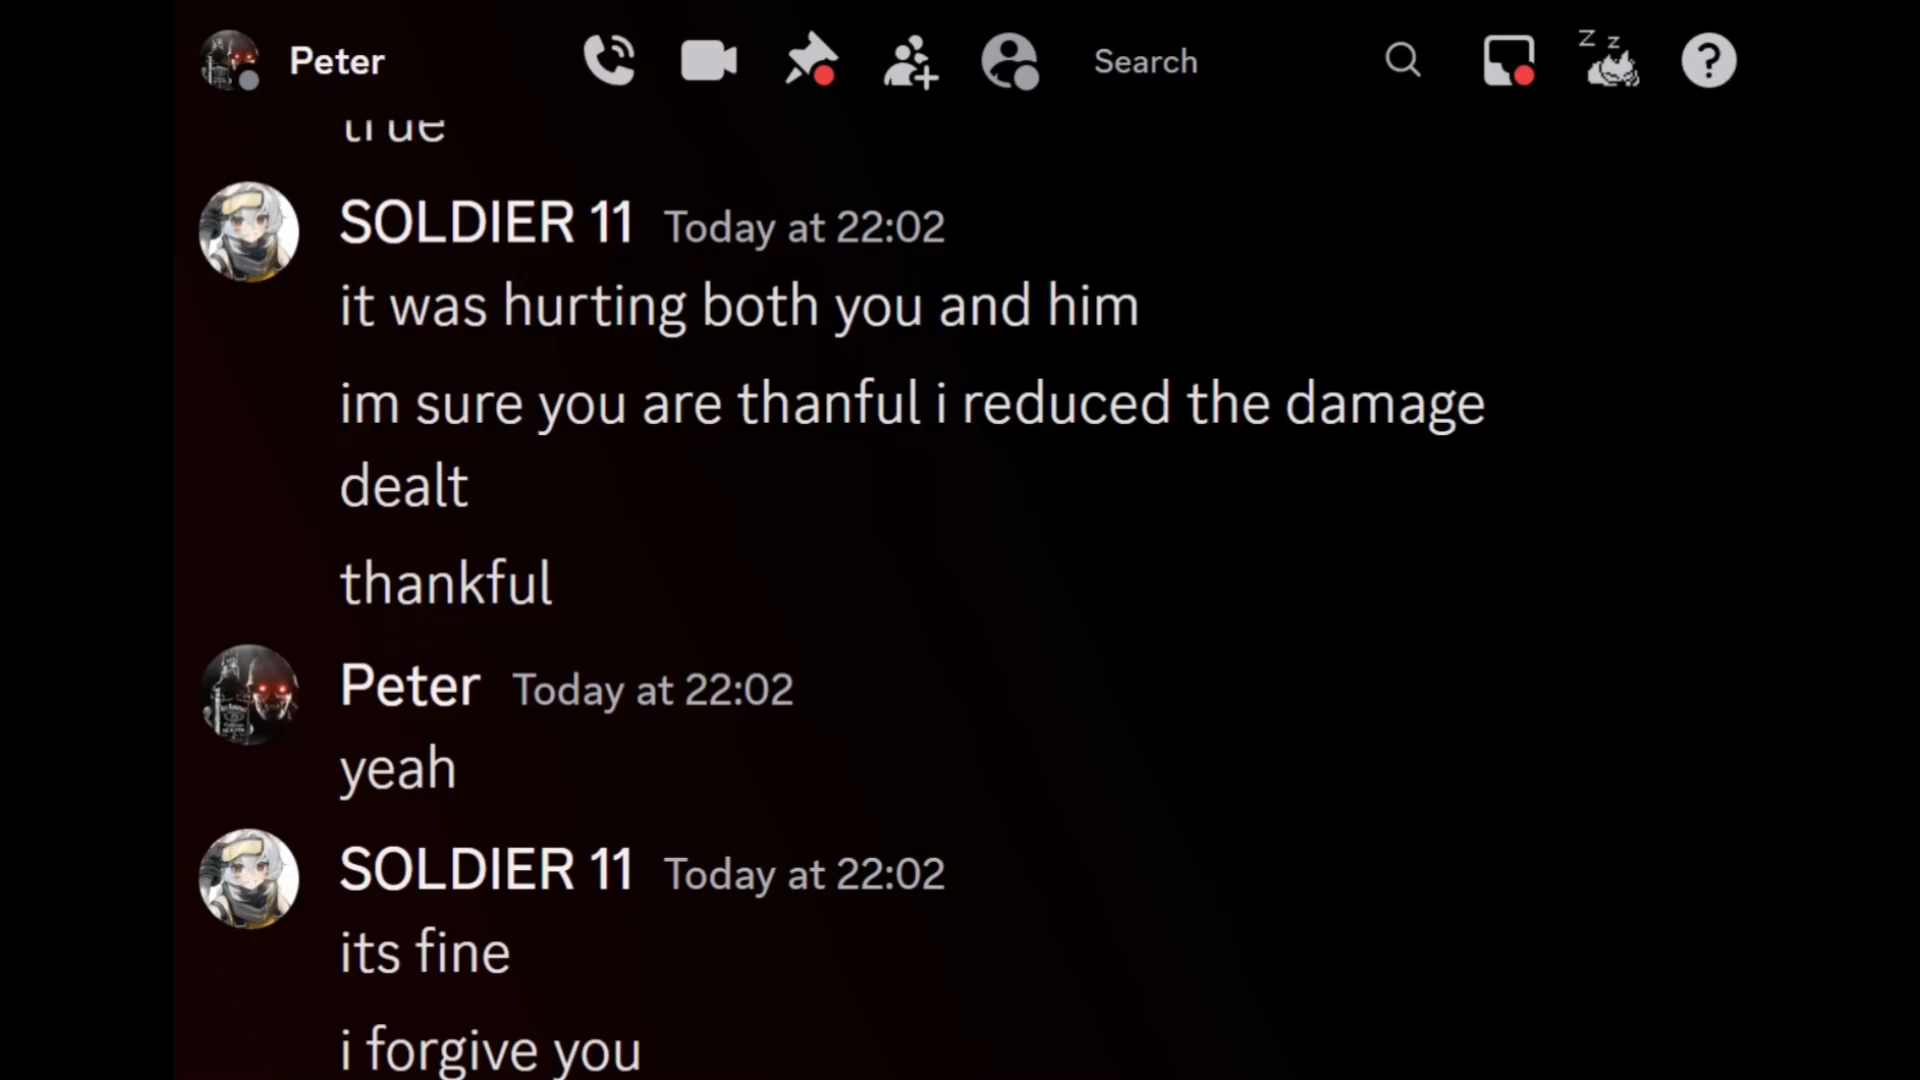 Peter
Search
true
SOLDIER 11 Today at 22:02
it was hurting both you and him
im sure you are thanful i reduced the damage
dealt
thankful
Peter Today at 22:02
yeah
SOLDIER 11 Today at 22:02
its fine
i forgive you